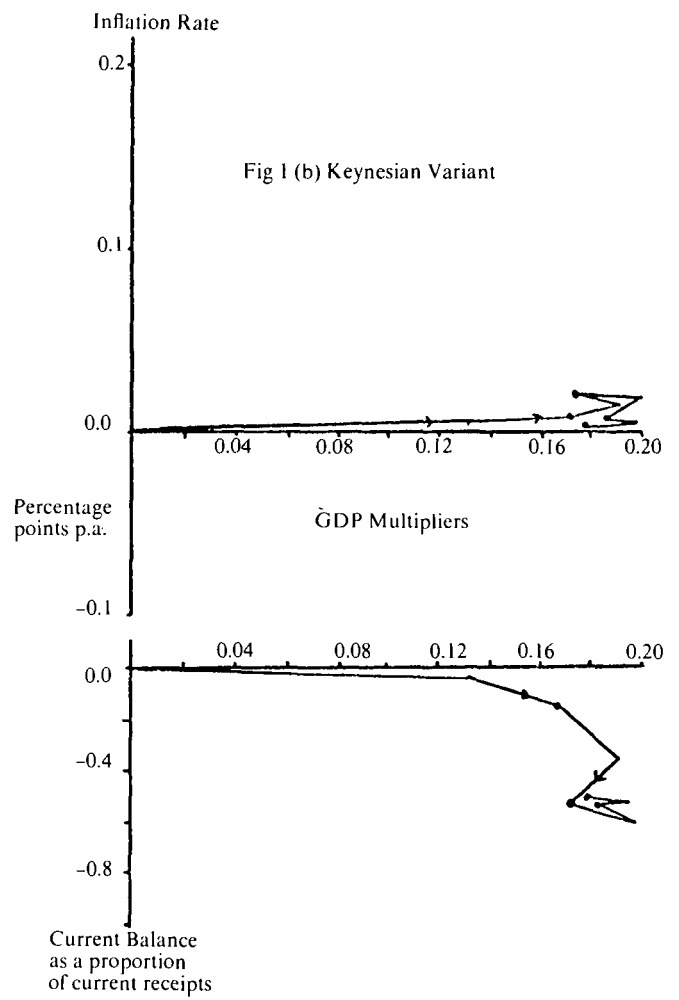 Inflation Rate
0.2
Fig 1 (b) Keynesian Variant
0.1
0.0
0.04 0.08 0.12 0.16 0.20
Percentage
points p.a.
GDP Multipliers
-0.1
0.04 0.08 0.12 0.16 0.20
0.0
-0.4
-0.8
Current Balance
as a proportion
of current receipts